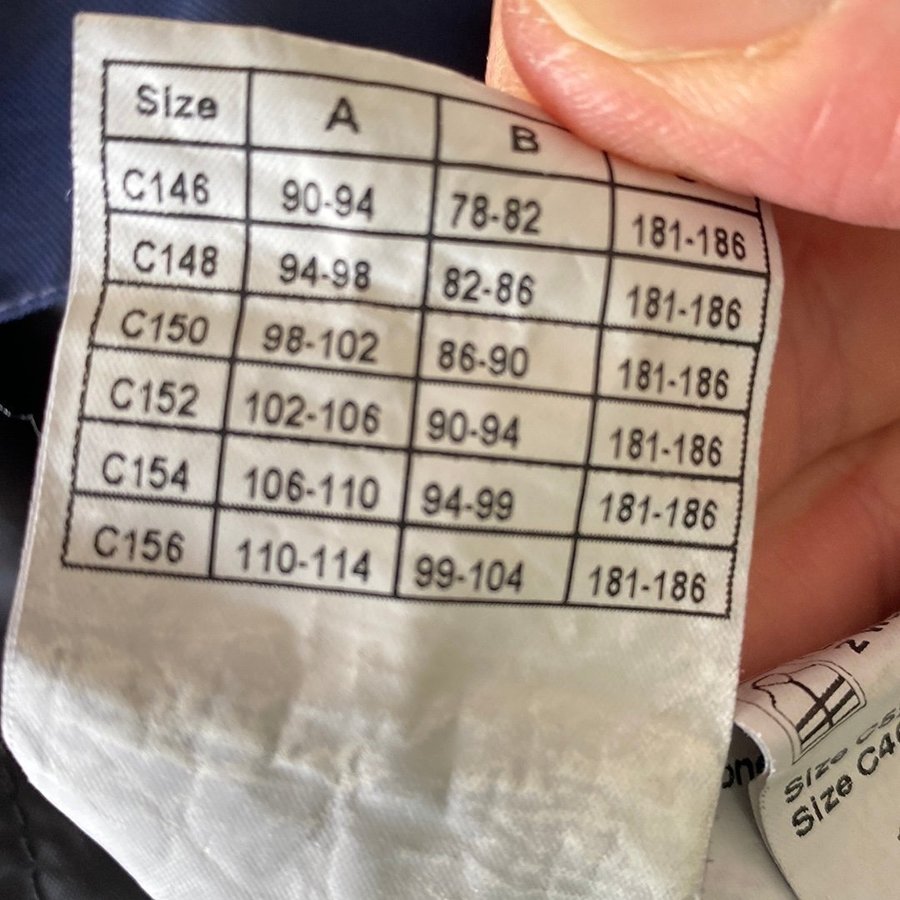 Size A B
C146 90-94 78-82 181-186
C148 94-98 82-86 181-186
C150 98-102 86-90 181-186
C152 102-106 90-94 181-186
C154 106-110 94-99 181-186
C156 110-114 99-104 181-186
Size
Size